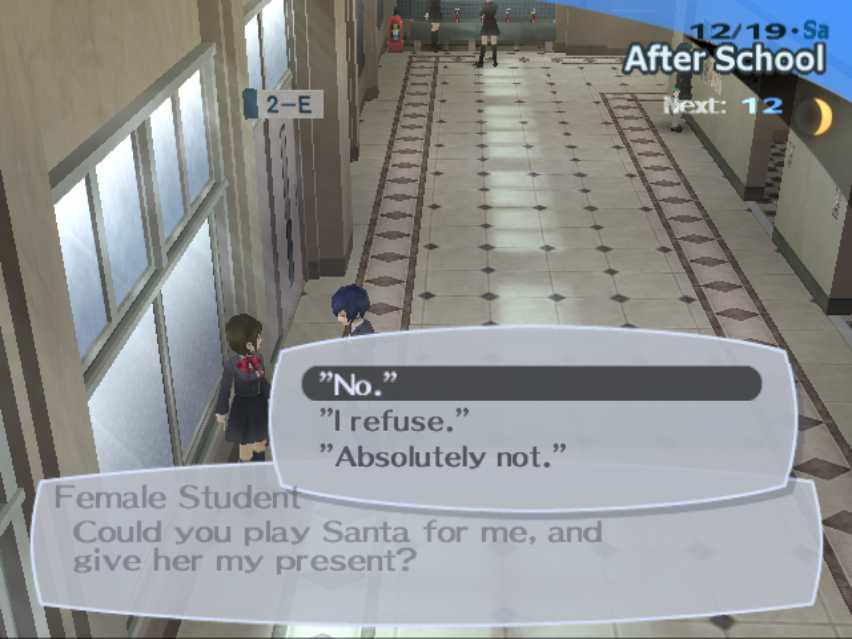 12/19・Sa
After School
Next: 12
2-E
"No."
"I refuse."
"Absolutely not."
Female Student
Could you play Santa for me, and
give her my present?